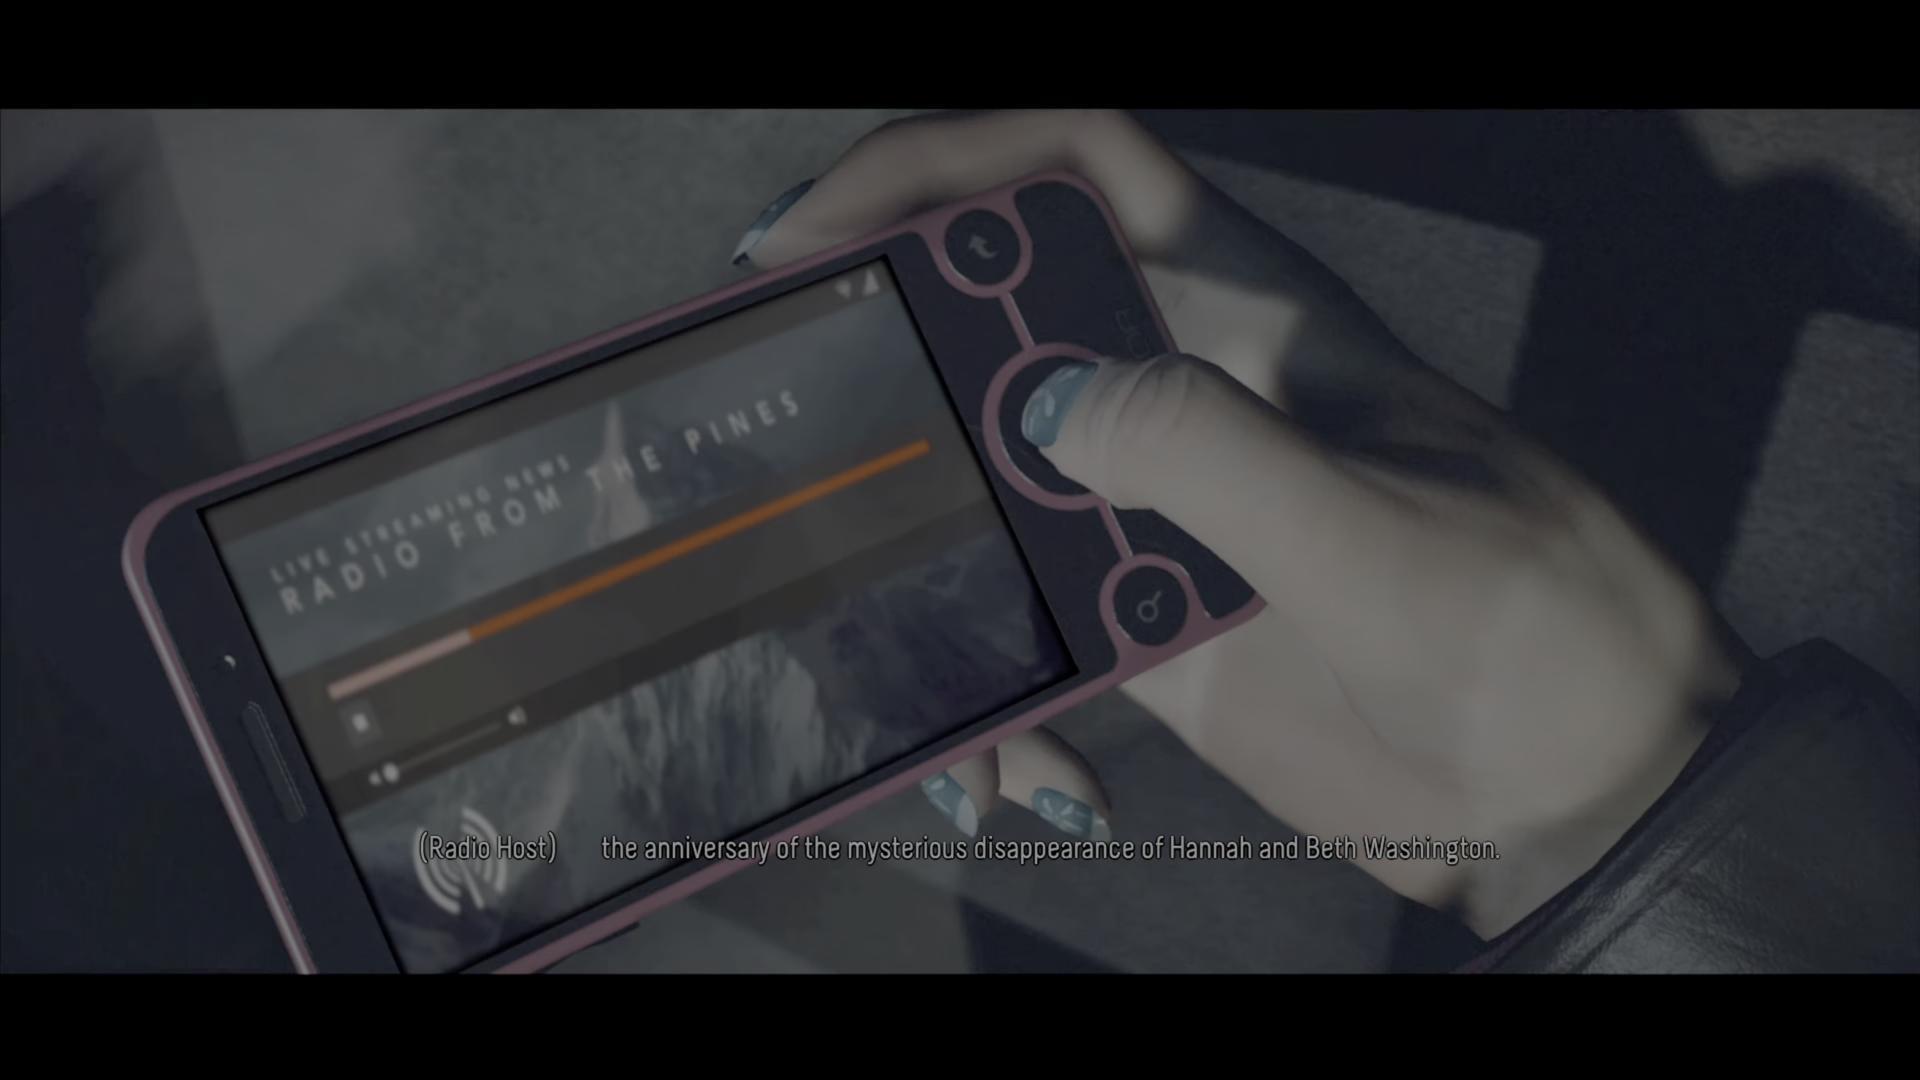 LIVE STREAMING NEWS
RADIO FROM THE PINES
(Radio Host) the anniversary of the mysterious disappearance of Hannah and Beth Washington.